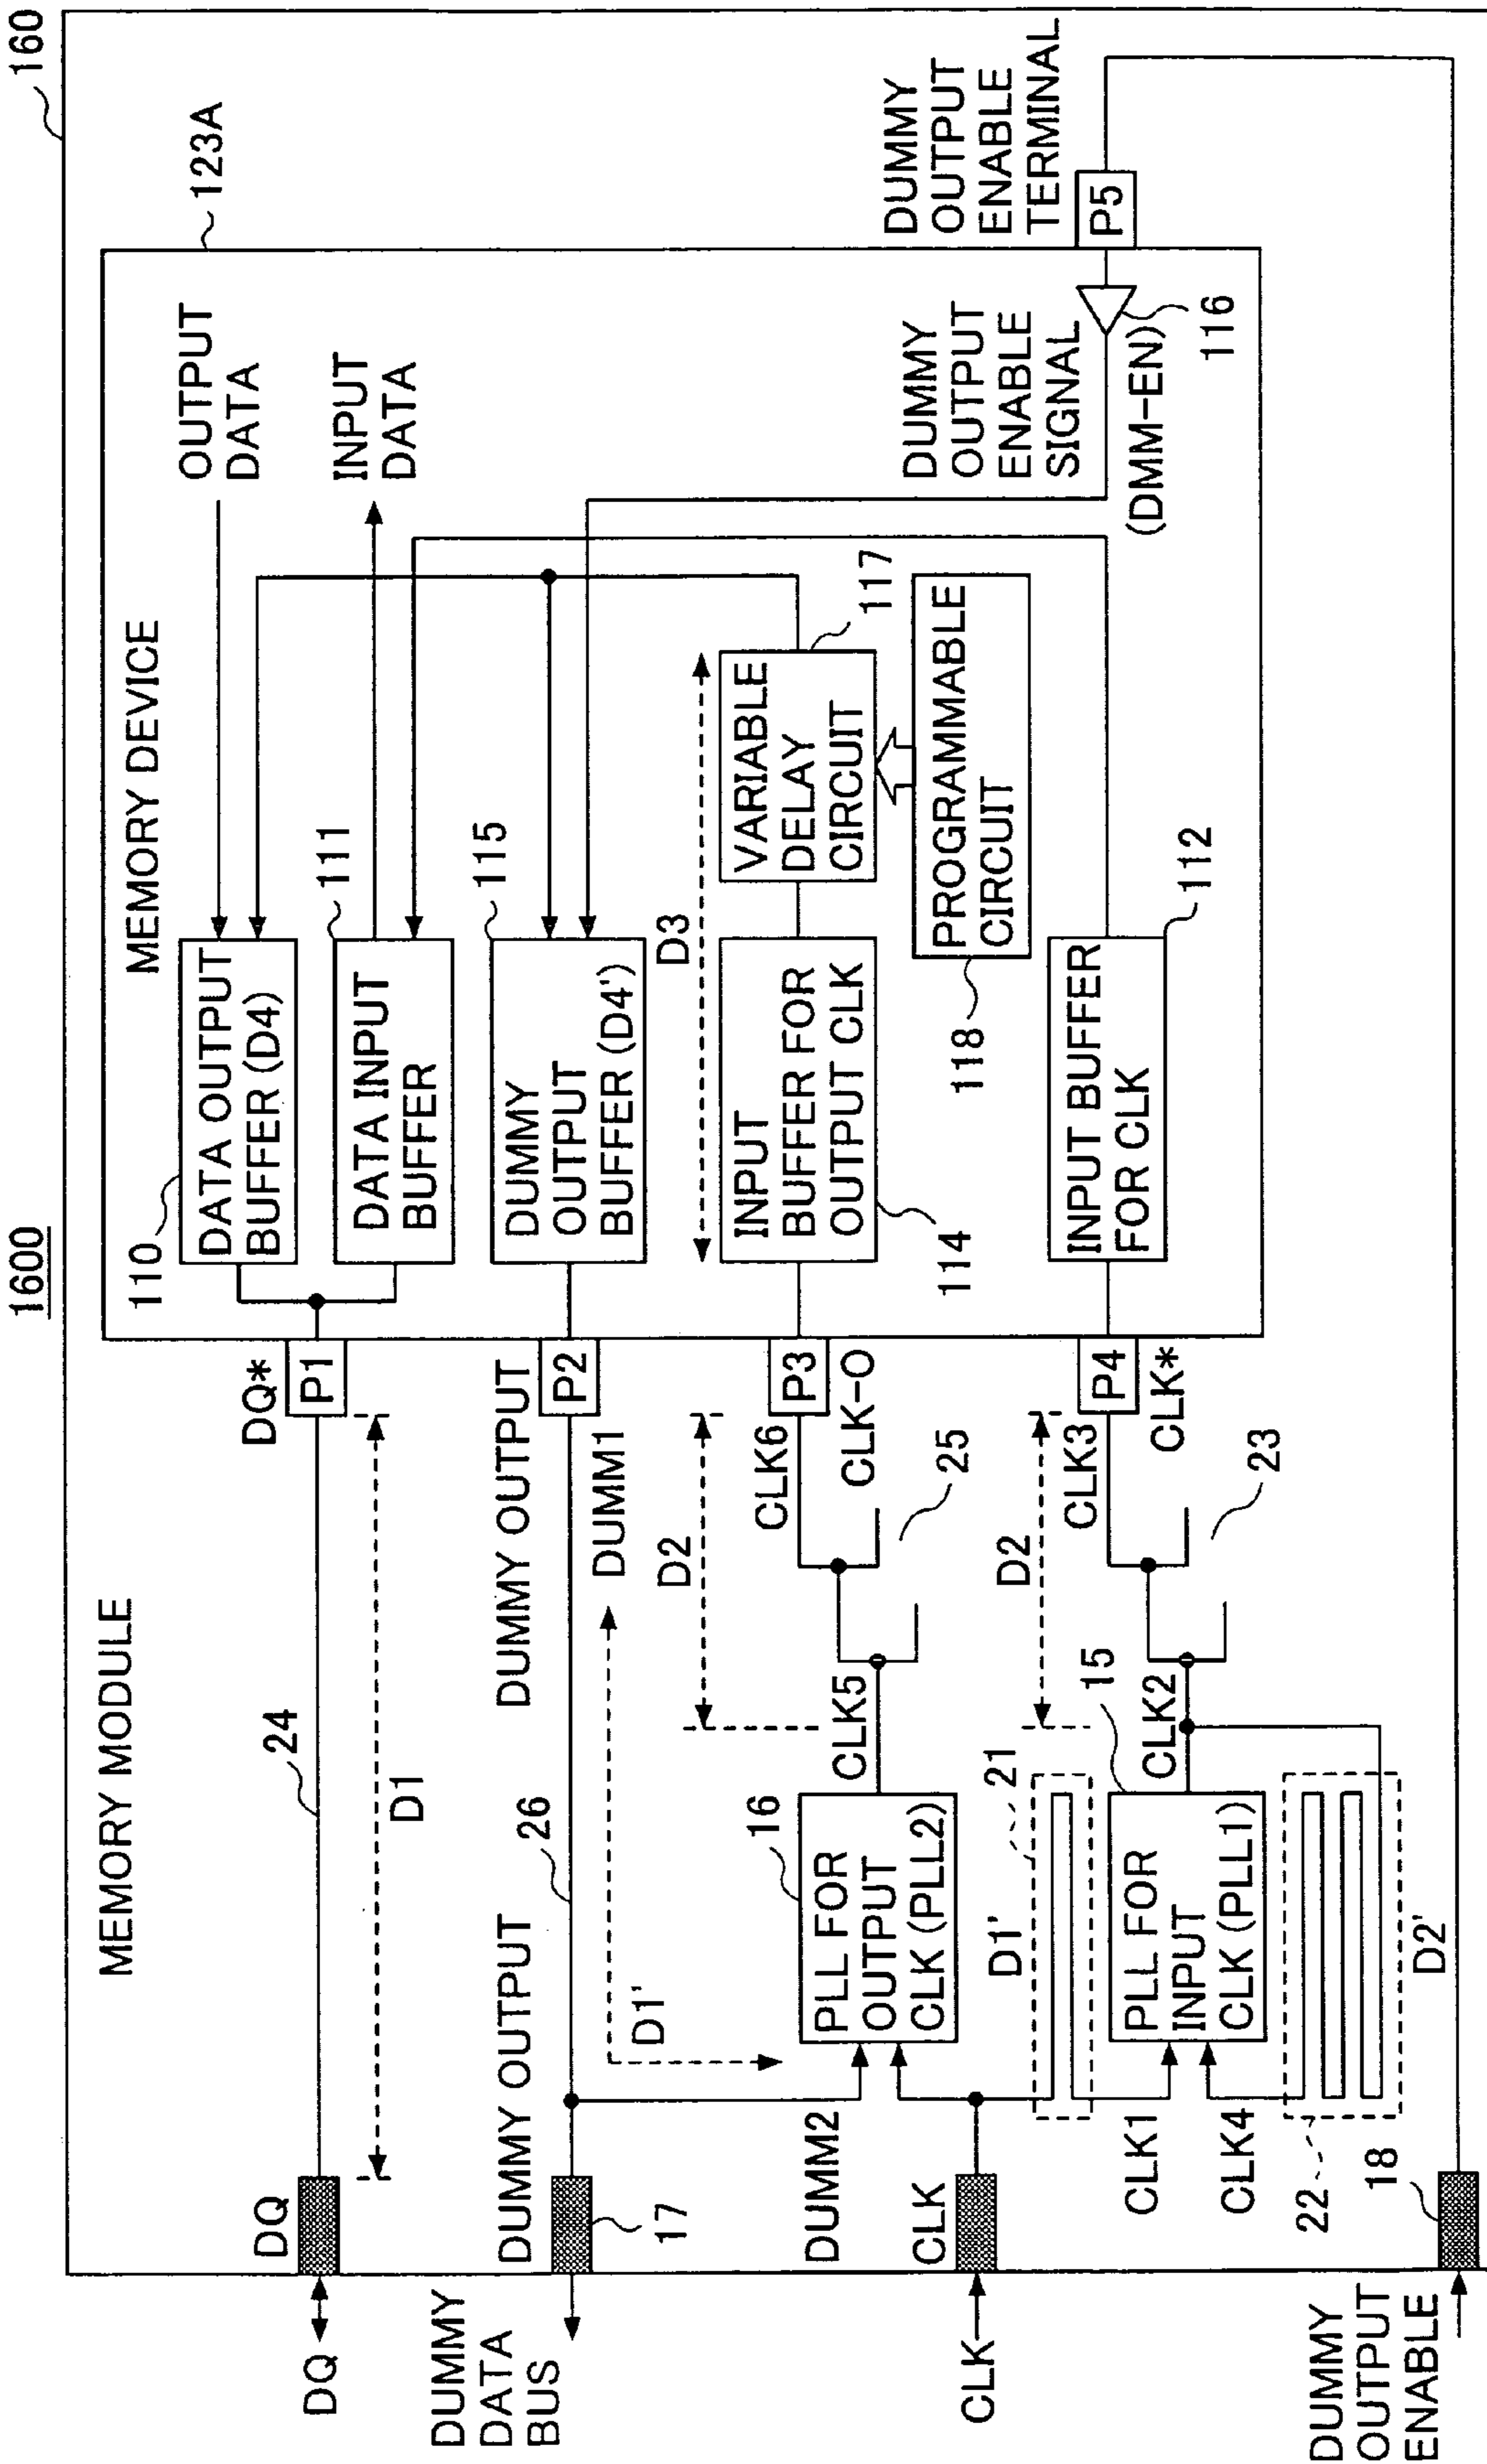 1600
160
MEMORY MODULE
MEMORY DEVICE
123A
DQ
DQ
24
D1
DQ*
P1
110
DATA OUTPUT
BUFFER (D4)
OUTPUT
DATA
111
DATA INPUT
BUFFER
INPUT
DATA
DUMMY
DATA
BUS
DUMMY OUTPUT
17
26
DUMMY OUTPUT
P2
DUMM1
D1'
115
DUMMY
OUTPUT
BUFFER (D4')
DUMMY
OUTPUT
ENABLE
SIGNAL
(DMM-EN)
DUMMY
OUTPUT
ENABLE
TERMINAL
P5
116
DUMM2
16
PLL FOR
OUTPUT
CLK (PLL2)
CLK5
D2
CLK6
P3
CLK-O
25
D3
INPUT
BUFFER FOR
OUTPUT CLK
114
VARIABLE
DELAY
CIRCUIT
117
PROGRAMMABLE
CIRCUIT
118
CLK
CLK
D1'
21
CLK1
15
PLL FOR
INPUT
CLK (PLL1)
CLK2
D2
CLK3
P4
CLK*
23
INPUT BUFFER
FOR CLK
112
CLK4
22
D2'
18
DUMMY
OUTPUT
ENABLE